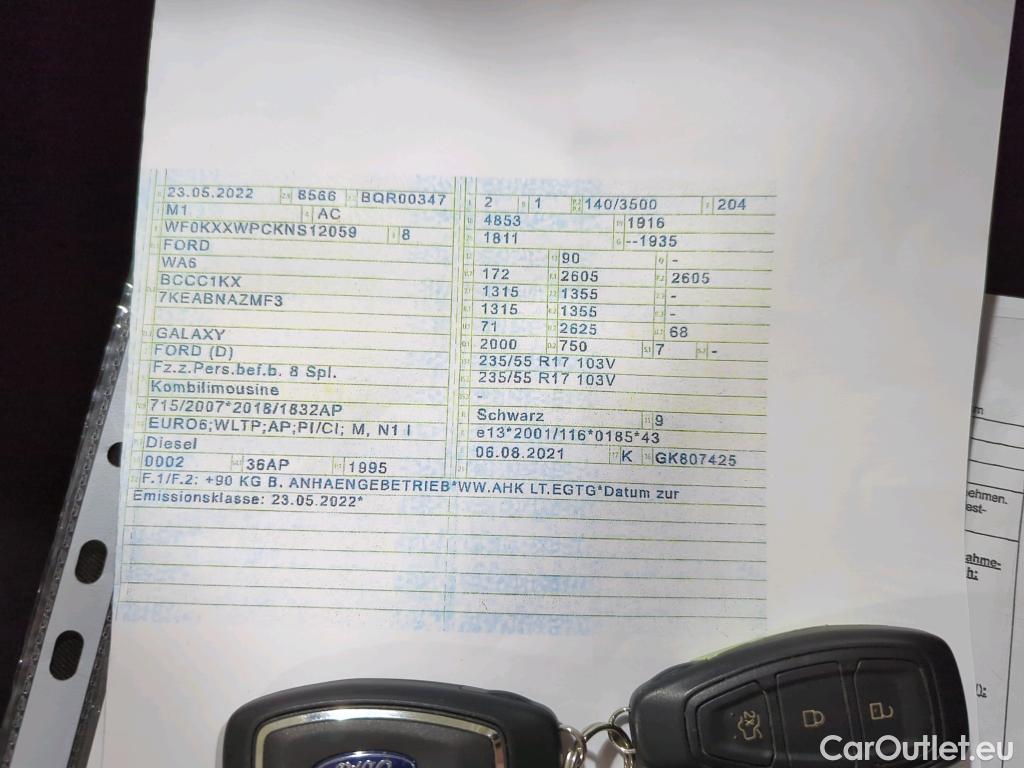 23.05.2022 8566 BQR00347
M1 AC
WF0KXXWPCKNS12059 8
FORD
WA6
BCCC1KX
7KEABNAZMF3
GALAXY
FORD (D)
Fz.z.Pers.bef.b. 8 Spl.
Kombilimousine
715/2007*2018/1832AP
EURO6;WLTP;AP;PI/CI; M, N1 I
Diesel
0002 36AP 1995
2 1 140/3500 204
4853 1916
1811 --1935
90 -
172 2605 2605
1315 1355 -
1315 1355 -
71 2625 68
2000 750 7 -
235/55 R17 103V
235/55 R17 103V
-
Schwarz 9
e13*2001/116*0185*43
06.08.2021 K GK807425
F.1/F.2: +90 KG B. ANHAENGEBETRIEB*WW.AHK LT.EGTG*Datum zur
Emissionsklasse: 23.05.2022*
ehmen.
est-
ahme-
h:
):
CarOutlet.eu